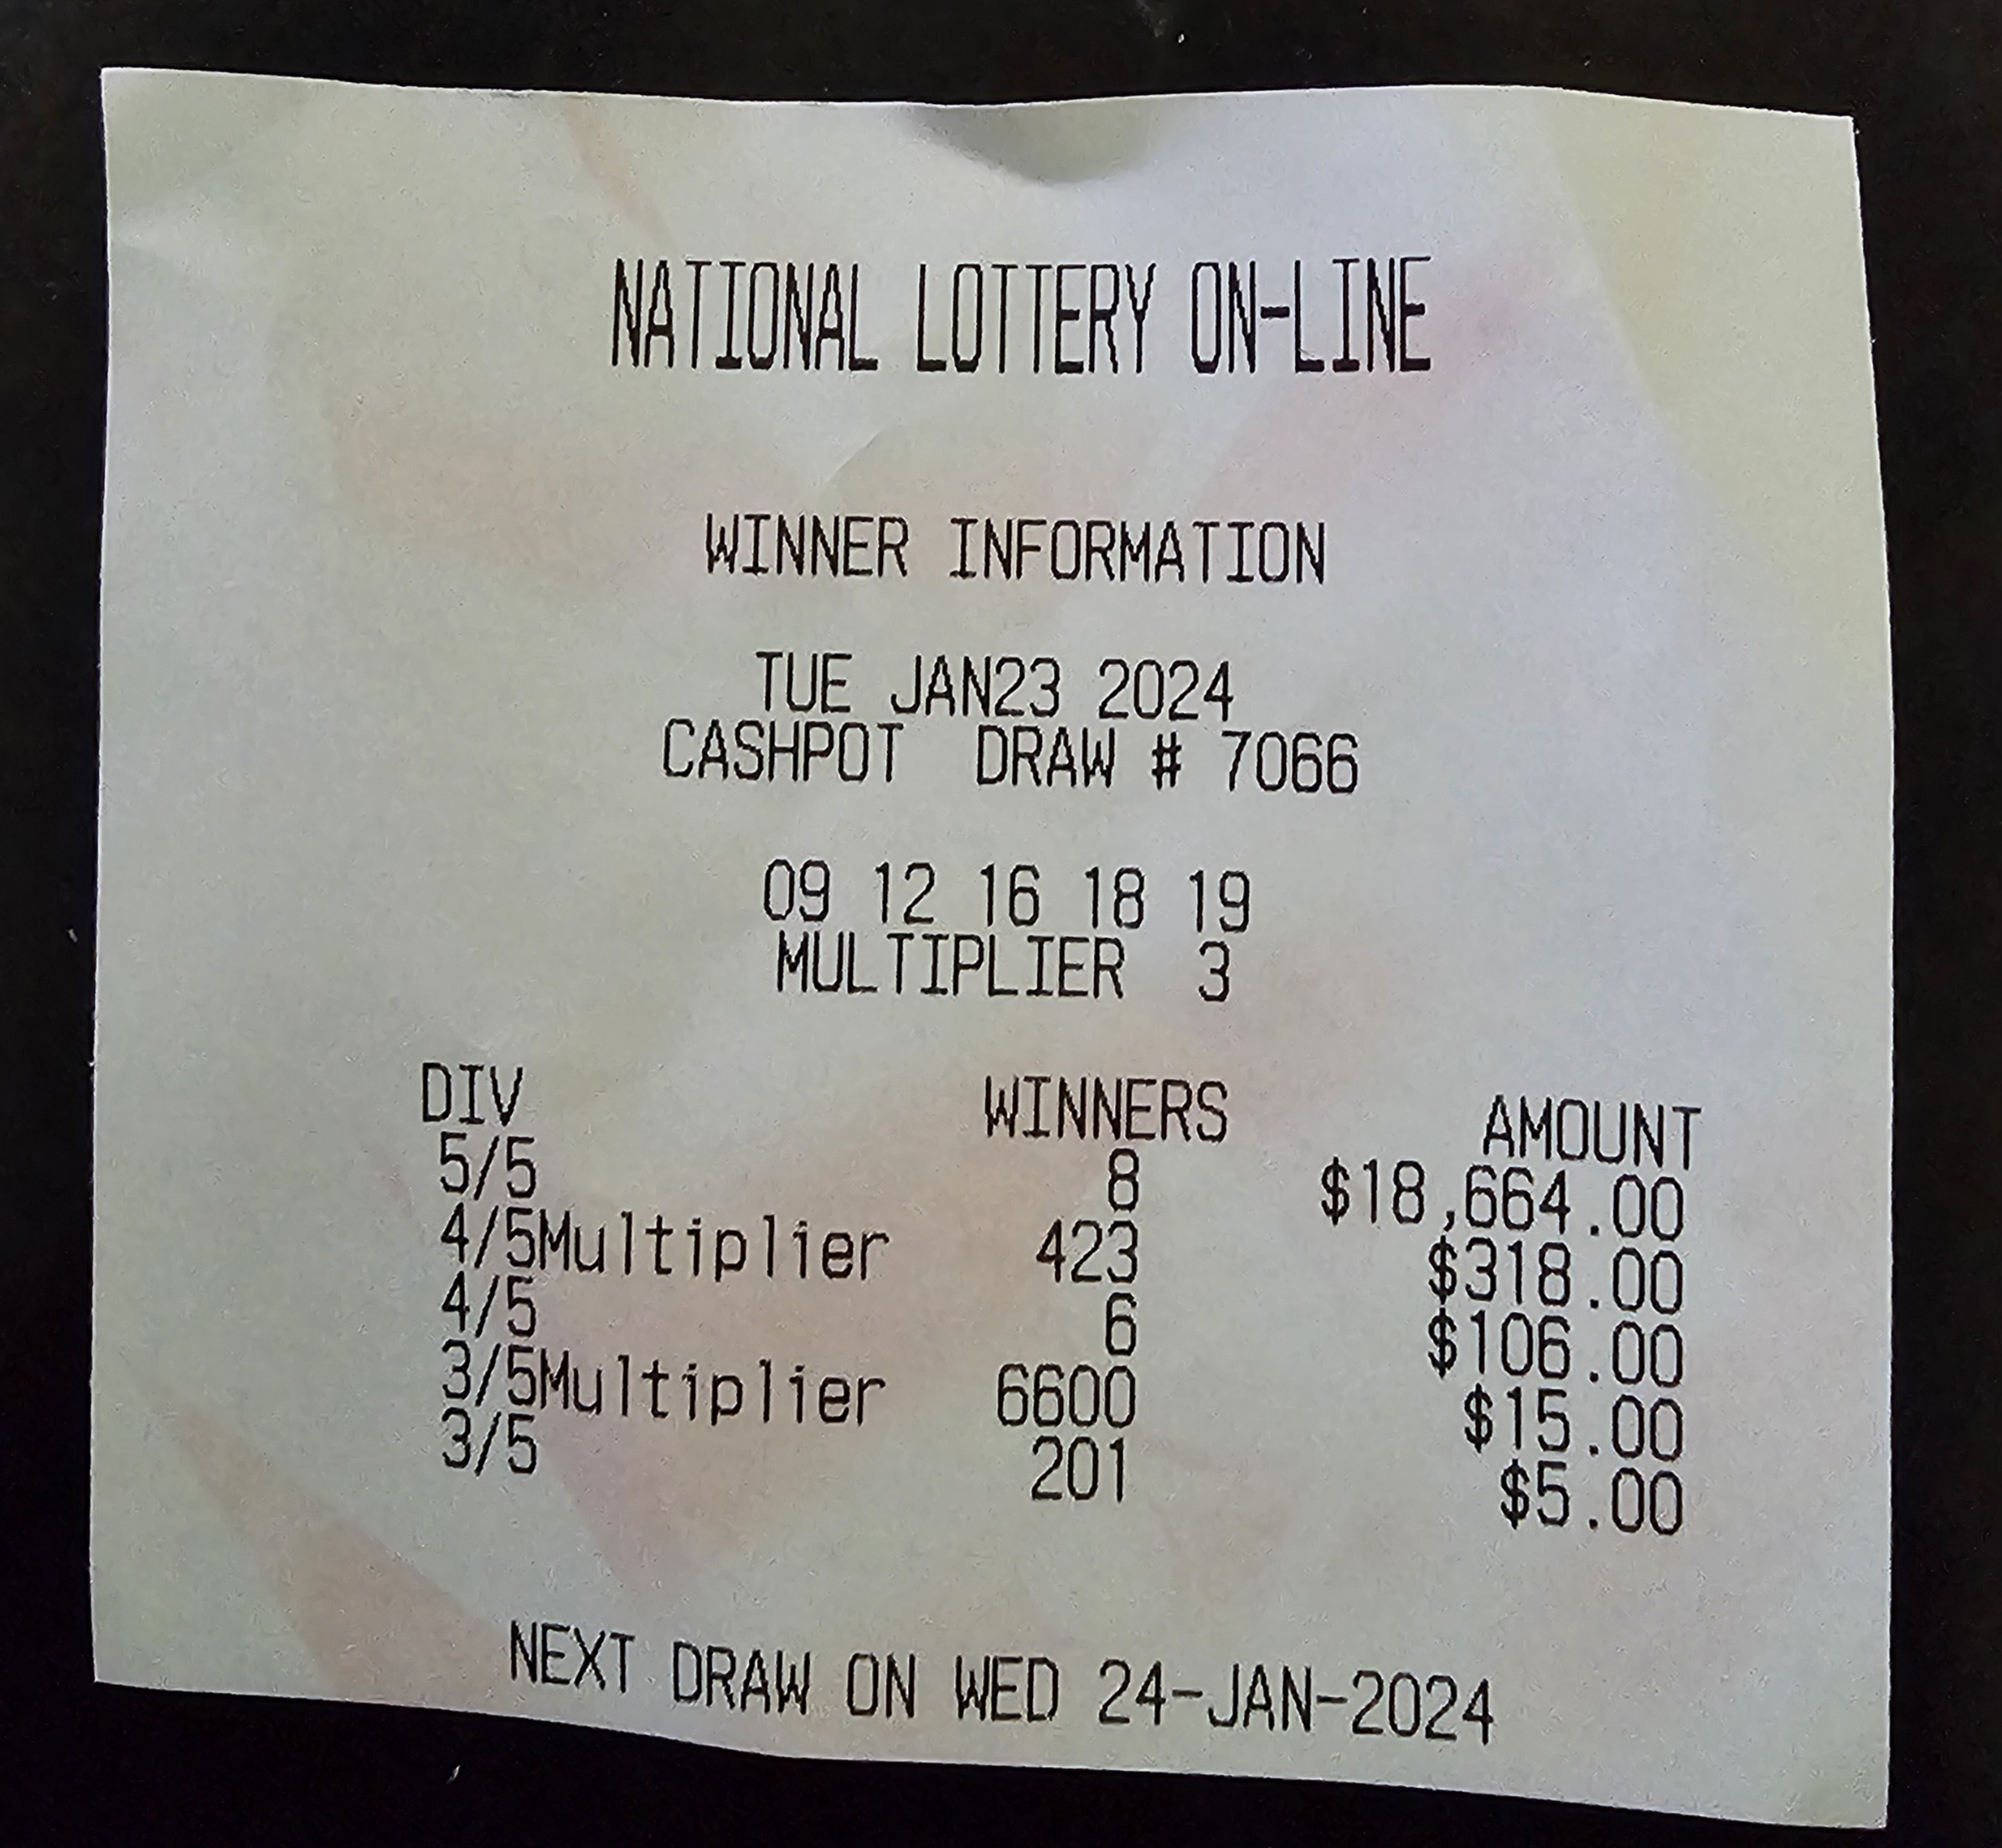 NATIONAL LOTTERY ON-LINE
WINNER INFORMATION
TUE JAN23 2024
CASHPOT DRAW # 7066
09 12 16 18 19
MULTIPLIER 3
DIV WINNERS AMOUNT
5/5 8 $18,664.00
4/5Multiplier 423 $318.00
4/5 6 $106.00
3/5Multiplier 6600 $15.00
3/5 201 $5.00
NEXT DRAW ON WED 24-JAN-2024